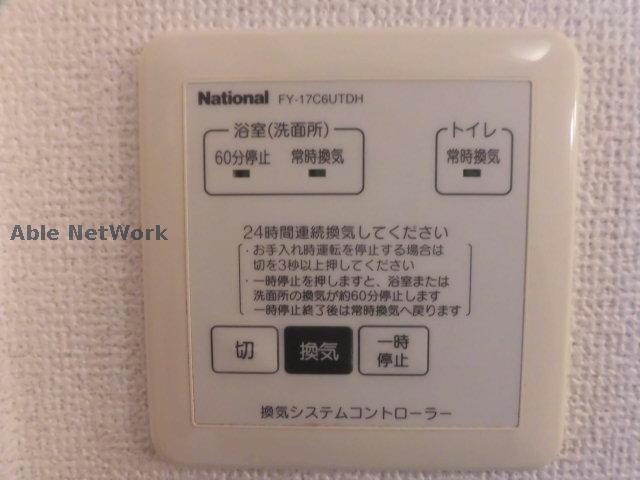 National FY-17C6UTDH
浴室(洗面所)
トイレ
60分停止 常時換気
常時換気
24時間連続換気してください
・お手入れ時運転を停止する場合は
切を3秒以上押してください
・一時停止を押しますと、浴室または
洗面所の換気が約60分停止します
一時停止終了後は常時換気へ戻ります
切
換気
一時
停止
換気システムコントローラー
Able NetWork